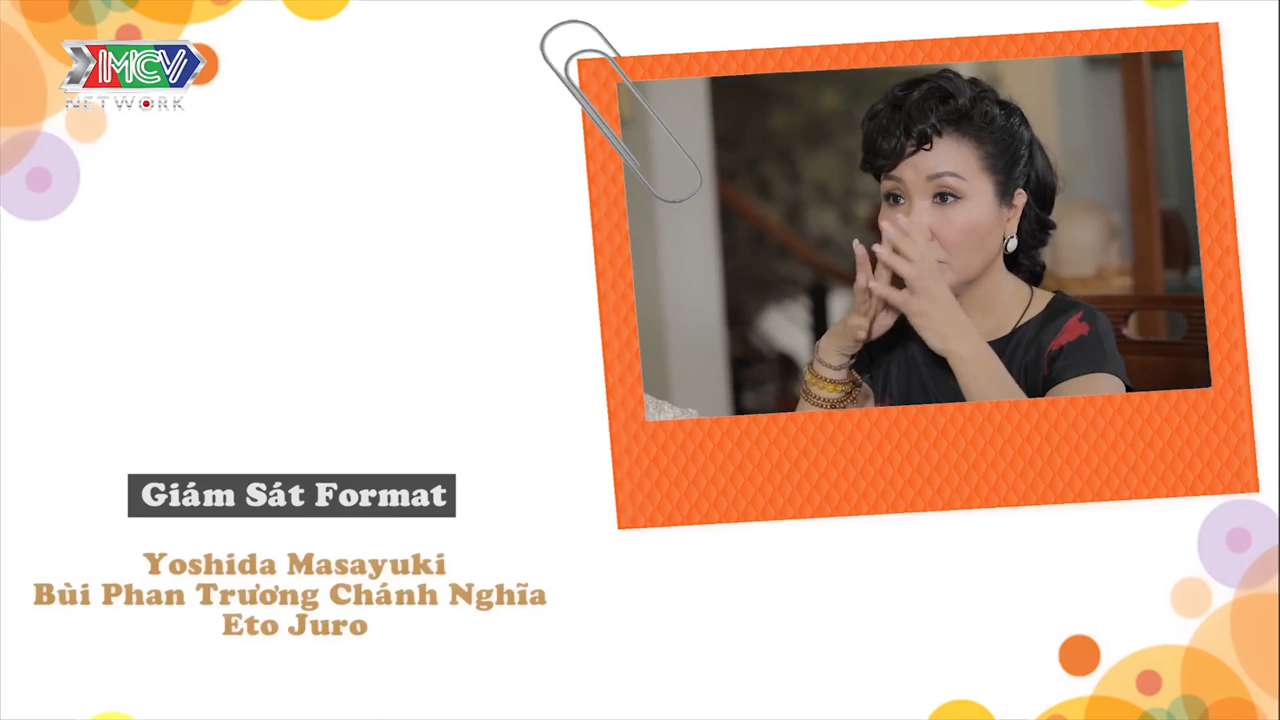 MCV
NETWORK
Giám Sát Format
Yoshida Masayuki
Bùi Phan Trương Chánh Nghĩa
Eto Juro